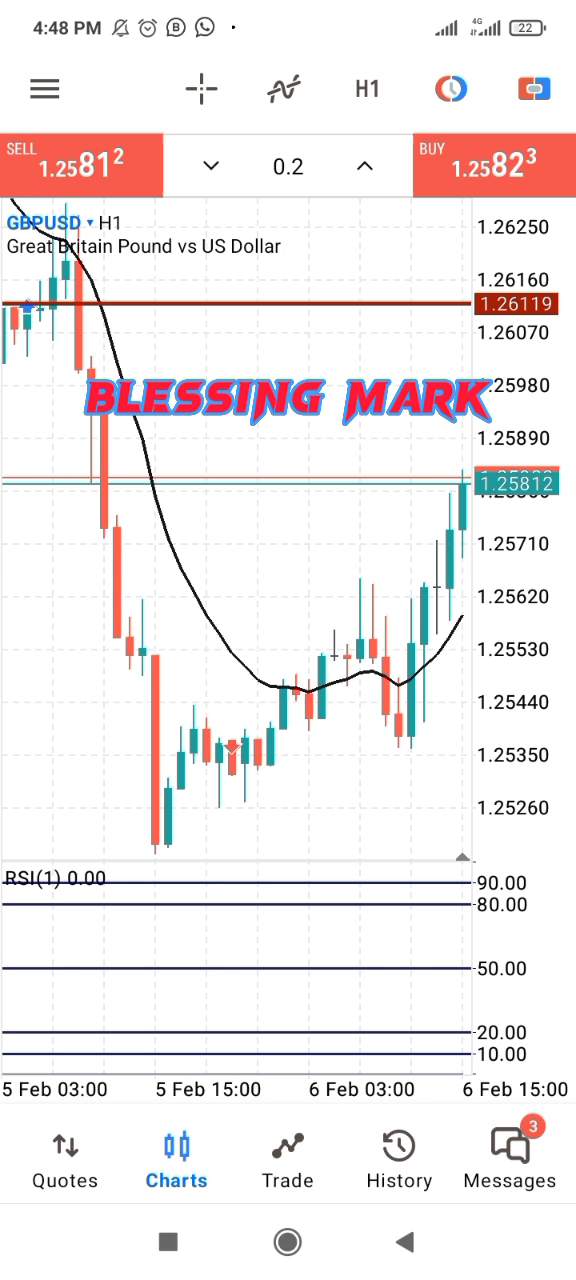 4:48 PM
4G
22
H1
SELL
1.25812
0.2
BUY
1.25823
GBPUSD H1
Great Britain Pound vs US Dollar
1.26250
1.26160
1.26119
1.26070
BLESSING MARK
1.25980
1.25890
1.25812
1.25710
1.25620
1.25530
1.25440
1.25350
1.25260
RSI(1) 0.00
90.00
80.00
50.00
20.00
10.00
5 Feb 03:00 5 Feb 15:00 6 Feb 03:00 6 Feb 15:00
3
Quotes Charts Trade History Messages